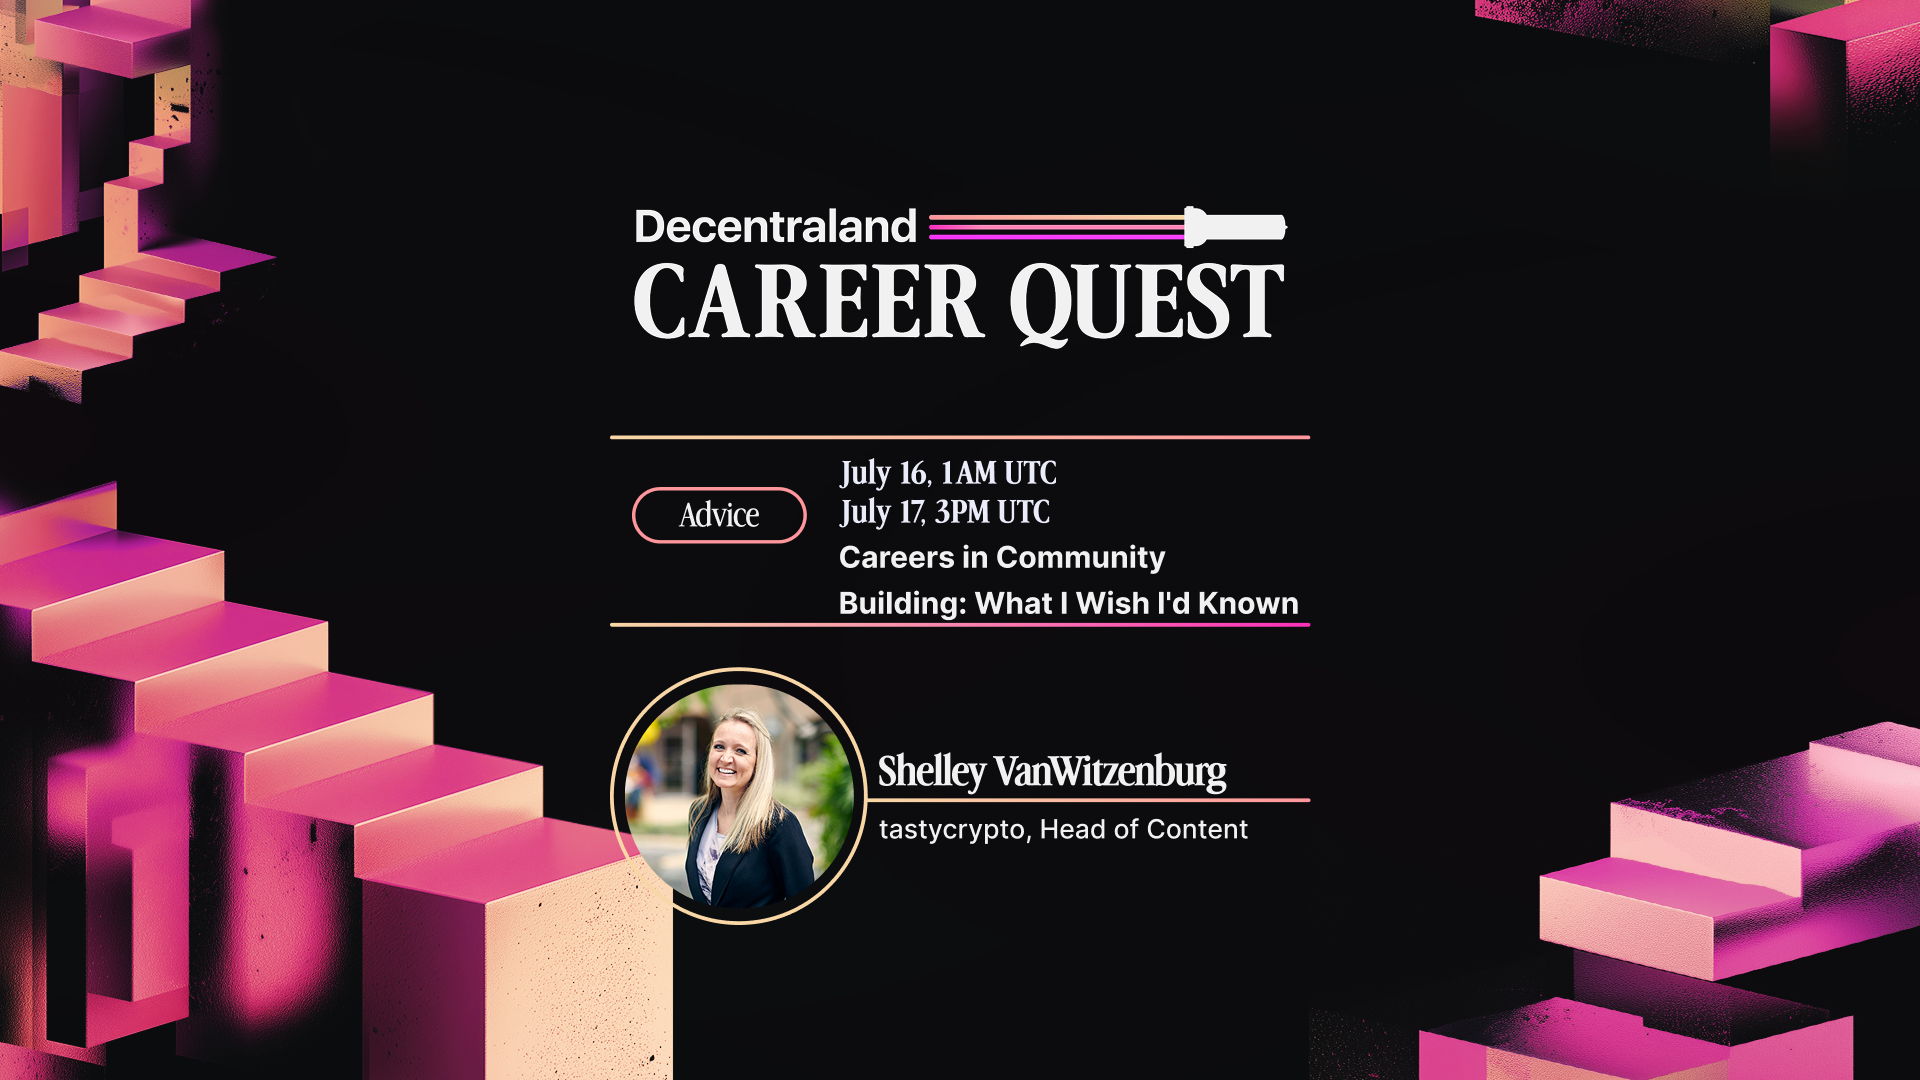 Decentraland
CAREER QUEST
Advice
July 16, 1AM UTC
July 17, 3PM UTC
Careers in Community
Building: What I Wish I'd Known
Shelley VanWitzenburg
tastycrypto, Head of Content